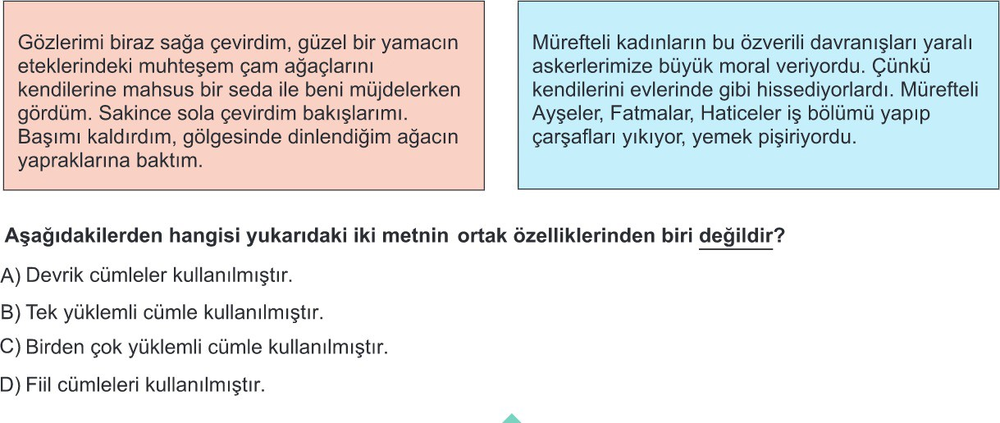 Gözlerimi biraz sağa çevirdim, güzel bir yamacın
eteklerindeki muhteşem çam ağaçlarını
kendilerine mahsus bir seda ile beni müjdelerken
gördüm. Sakince sola çevirdim bakışlarımı.
Başımı kaldırdım, gölgesinde dinlendiğim ağacın
yapraklarına baktım.
Mürefteli kadınların bu özverili davranışları yaralı
askerlerimize büyük moral veriyordu. Çünkü
kendilerini evlerinde gibi hissediyorlardı. Mürefteli
Ayşeler, Fatmalar, Haticeler iş bölümü yapıp
çarşafları yıkıyor, yemek pişiriyordu.
Aşağıdakilerden hangisi yukarıdaki iki metnin ortak özelliklerinden biri değildir?
A) Devrik cümleler kullanılmıştır.
B) Tek yüklemli cümle kullanılmıştır.
C) Birden çok yüklemli cümle kullanılmıştır.
D) Fiil cümleleri kullanılmıştır.